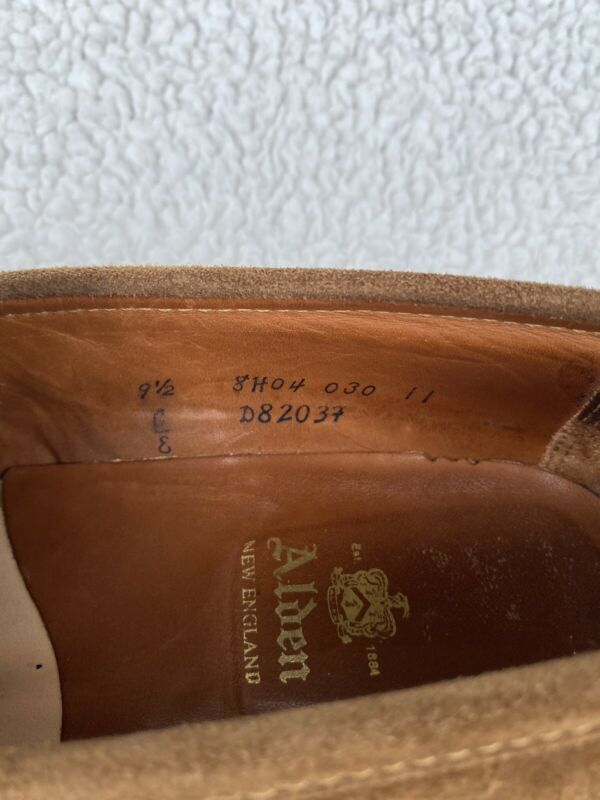 9½ 8H04 030 11
C D82037
E
Est. 1884
Alden
NEW ENGLAND